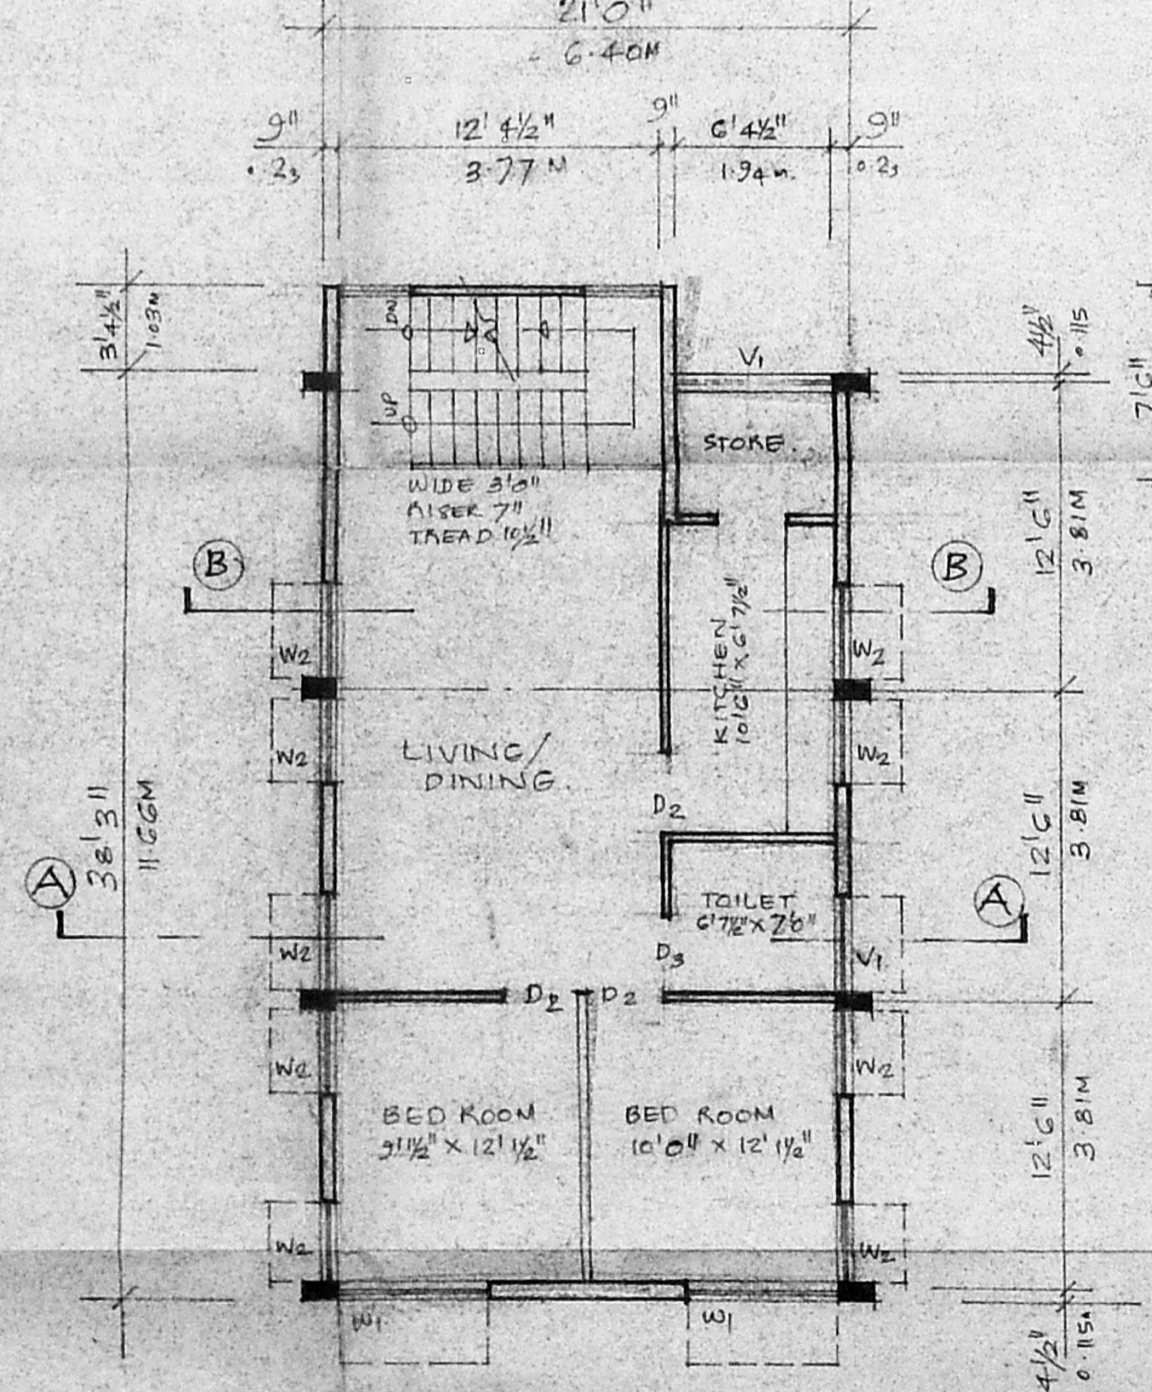 21'0"
6.40M
9"
12' 4½"
9"
6'4½"
9"
.23
3.77 M
1.94m.
0.23
3'4½"
1.03M
4½"
0.115
7'6"
DN
V1
UP
STORE.
WIDE 3'0"
RISER 7"
TREAD 10½"
12'6"
3.81M
B
B
W2
W2
KITCHEN
10'6" X 6' 7½"
W2
W2
LIVING/
DINING.
D2
38'3"
11.66M
12'6"
3.81M
A
A
TOILET
6'7½" X 7'0"
W2
D3
V1
D2
D2
W2
W2
BED ROOM
9'11½" X 12' 1½"
BED ROOM
10'0" X 12' 1½"
12'6"
3.81M
W2
W2
W1
W1
4½"
0.115M